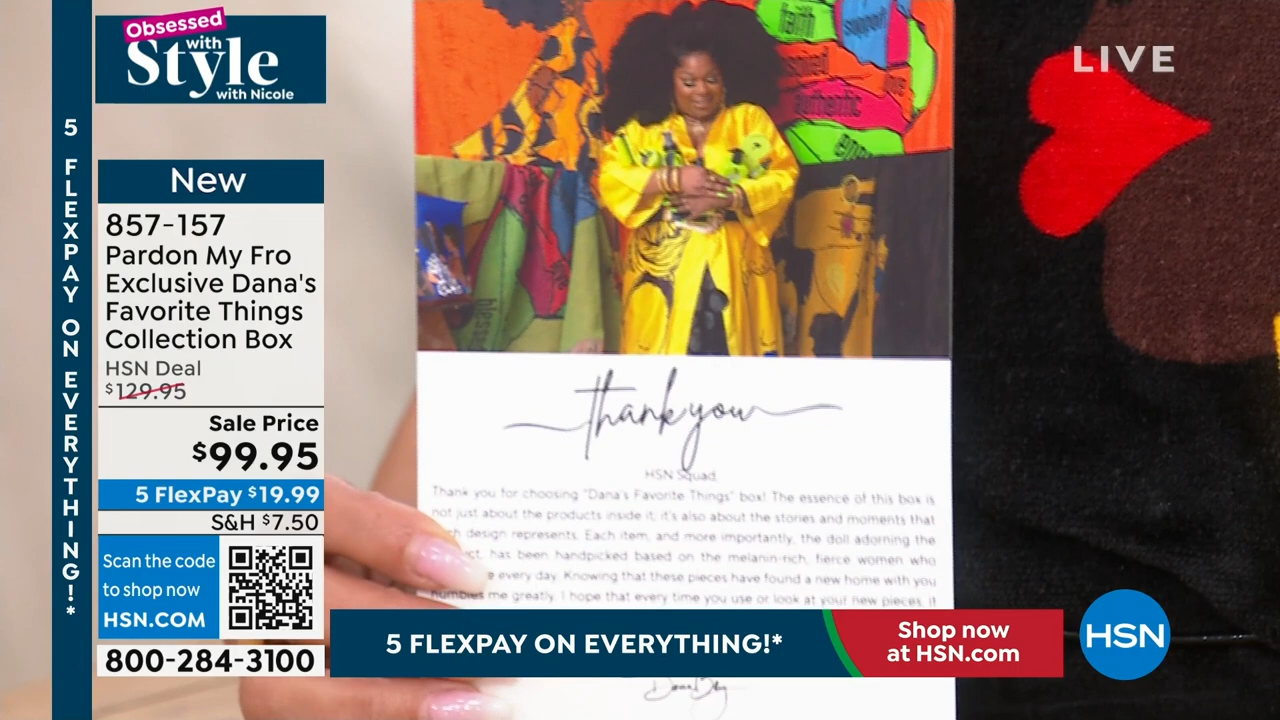 Obsessed
with
Style
with Nicole
LIVE
5 FLEXPAY ON EVERYTHING!*
New
857-157
Pardon My Fro
Exclusive Dana's
Favorite Things
Collection Box
HSN Deal
$129.95
Sale Price
$99.95
5 FlexPay $19.99
S&H $7.50
Scan the code
to shop now
HSN.COM
800-284-3100
faith
support
authentic
thank you
HSN Squad,
Thank you for choosing "Dana's Favorite Things" box! The essence of this box is
not just about the products inside it; it's also about the stories and moments that
design represents. Each item, and more importantly, the doll adorning the
has been handpicked based on the melanin-rich, fierce women who
every day. Knowing that these pieces have found a new home with you
humbles me greatly. I hope that every time you use or look at your new pieces, it
5 FLEXPAY ON EVERYTHING!*
Shop now
at HSN.com
HSN